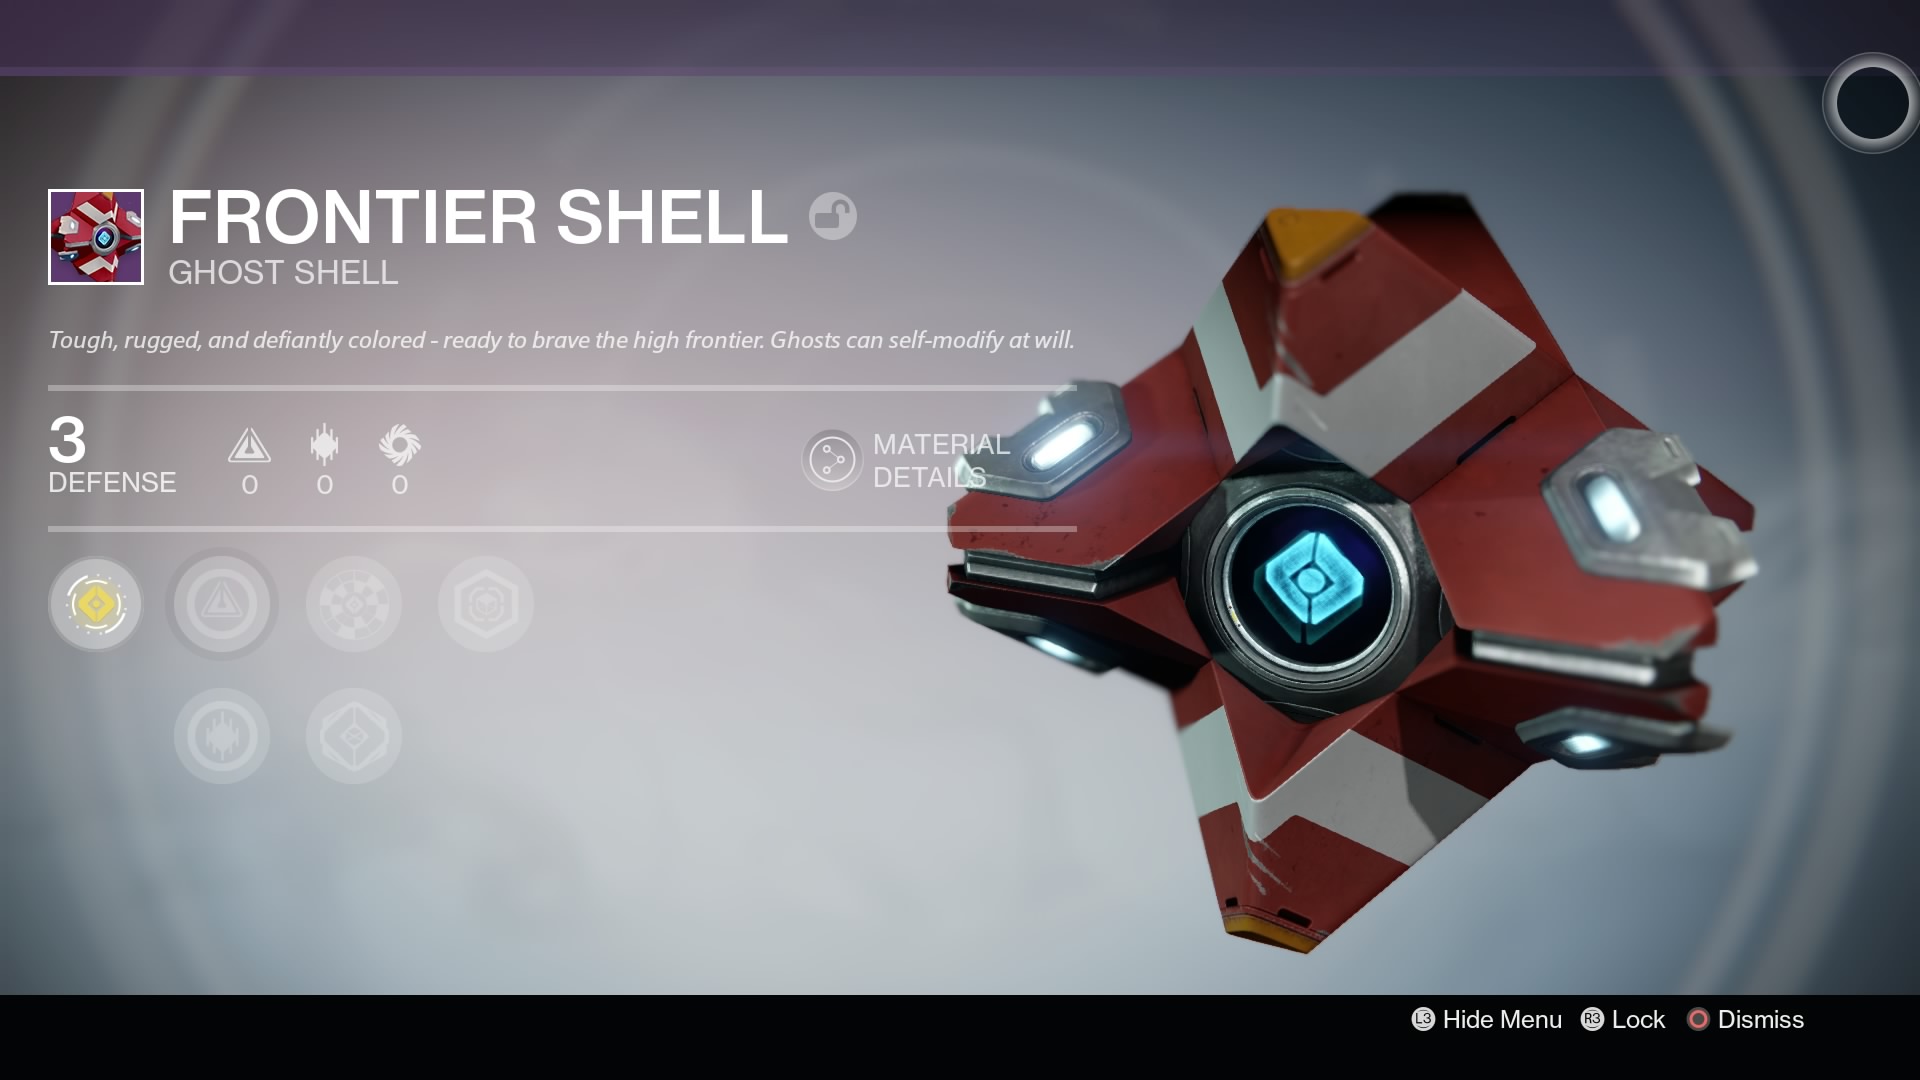 FRONTIER SHELL
GHOST SHELL
Tough, rugged, and defiantly colored - ready to brave the high frontier. Ghosts can self-modify at will.
3
DEFENSE
0 0 0
MATERIAL
DETAILS
L3 Hide Menu R3 Lock Dismiss